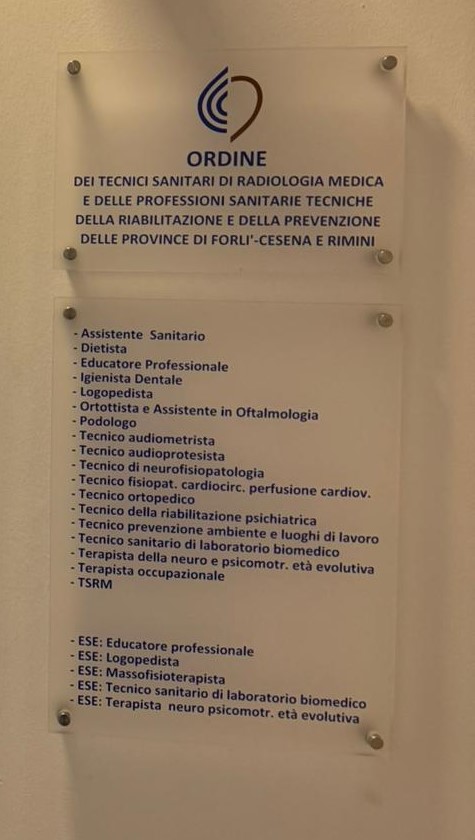 ORDINE
DEI TECNICI SANITARI DI RADIOLOGIA MEDICA
E DELLE PROFESSIONI SANITARIE TECNICHE
DELLA RIABILITAZIONE E DELLA PREVENZIONE
DELLE PROVINCE DI FORLI'-CESENA E RIMINI
- Assistente Sanitario
- Dietista
- Educatore Professionale
- Igienista Dentale
- Logopedista
- Ortottista e Assistente in Oftalmologia
- Podologo
- Tecnico audiometrista
- Tecnico audioprotesista
- Tecnico di neurofisiopatologia
- Tecnico fisiopat. cardiocirc. perfusione cardiov.
- Tecnico ortopedico
- Tecnico della riabilitazione psichiatrica
- Tecnico prevenzione ambiente e luoghi di lavoro
- Tecnico sanitario di laboratorio biomedico
- Terapista della neuro e psicomotr. età evolutiva
- Terapista occupazionale
- TSRM
- ESE: Educatore professionale
- ESE: Logopedista
- ESE: Massofisioterapista
- ESE: Tecnico sanitario di laboratorio biomedico
- ESE: Terapista neuro psicomotr. età evolutiva